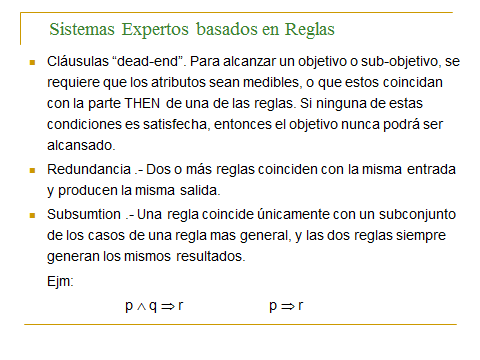 Sistemas Expertos basados en Reglas
Cláusulas “dead-end”. Para alcanzar un objetivo o sub-objetivo, se
requiere que los atributos sean medibles, o que estos coincidan
con la parte THEN de una de las reglas. Si ninguna de estas
condiciones es satisfecha, entonces el objetivo nunca podrá ser
alcansado.
Redundancia .- Dos o más reglas coinciden con la misma entrada
y producen la misma salida.
Subsumtion .- Una regla coincide únicamente con un subconjunto
de los casos de una regla mas general, y las dos reglas siempre
generan los mismos resultados.
Ejm:
p ∧ q ⇒ r p ⇒ r